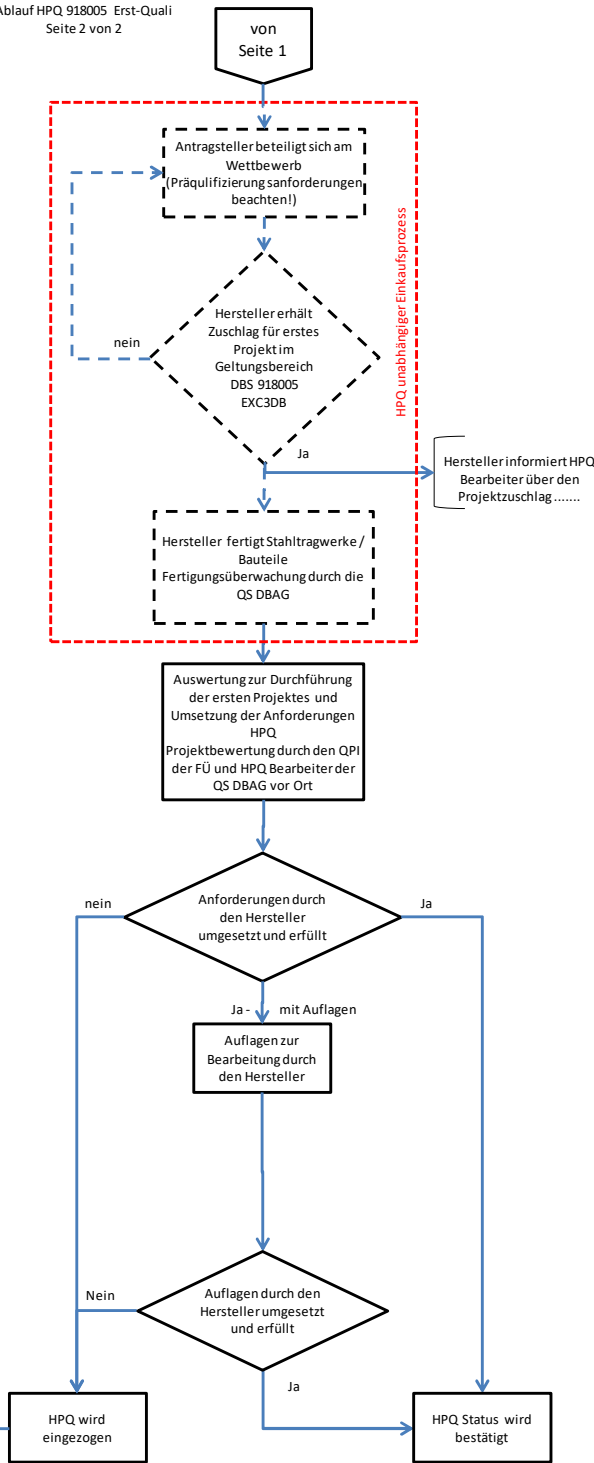 Ablauf HPQ 918005 Erst-Quali
Seite 2 von 2
von
Seite 1
Antragsteller beteiligt sich am
Wettbewerb
(Präqulifizierung sanforderungen
beachten!)
HPQ unabhängiger Einkaufsprozess
Hersteller erhält
Zuschlag für erstes
Projekt im
Geltungsbereich
DBS 918005
EXC3DB
nein
Ja
Hersteller informiert HPQ
Bearbeiter über den
Projektzuschlag .......
Hersteller fertigt Stahltragwerke /
Bauteile
Fertigungsüberwachung durch die
QS DBAG
Auswertung zur Durchführung
der ersten Projektes und
Umsetzung der Anforderungen
HPQ
Projektbewertung durch den QPI
der FÜ und HPQ Bearbeiter der
QS DBAG vor Ort
nein
Anforderungen durch
den Hersteller
umgesetzt und erfüllt
Ja
Ja - mit Auflagen
Auflagen zur
Bearbeitung durch
den Hersteller
Nein
Auflagen durch den
Hersteller umgesetzt
und erfüllt
Ja
HPQ wird
eingezogen
HPQ Status wird
bestätigt